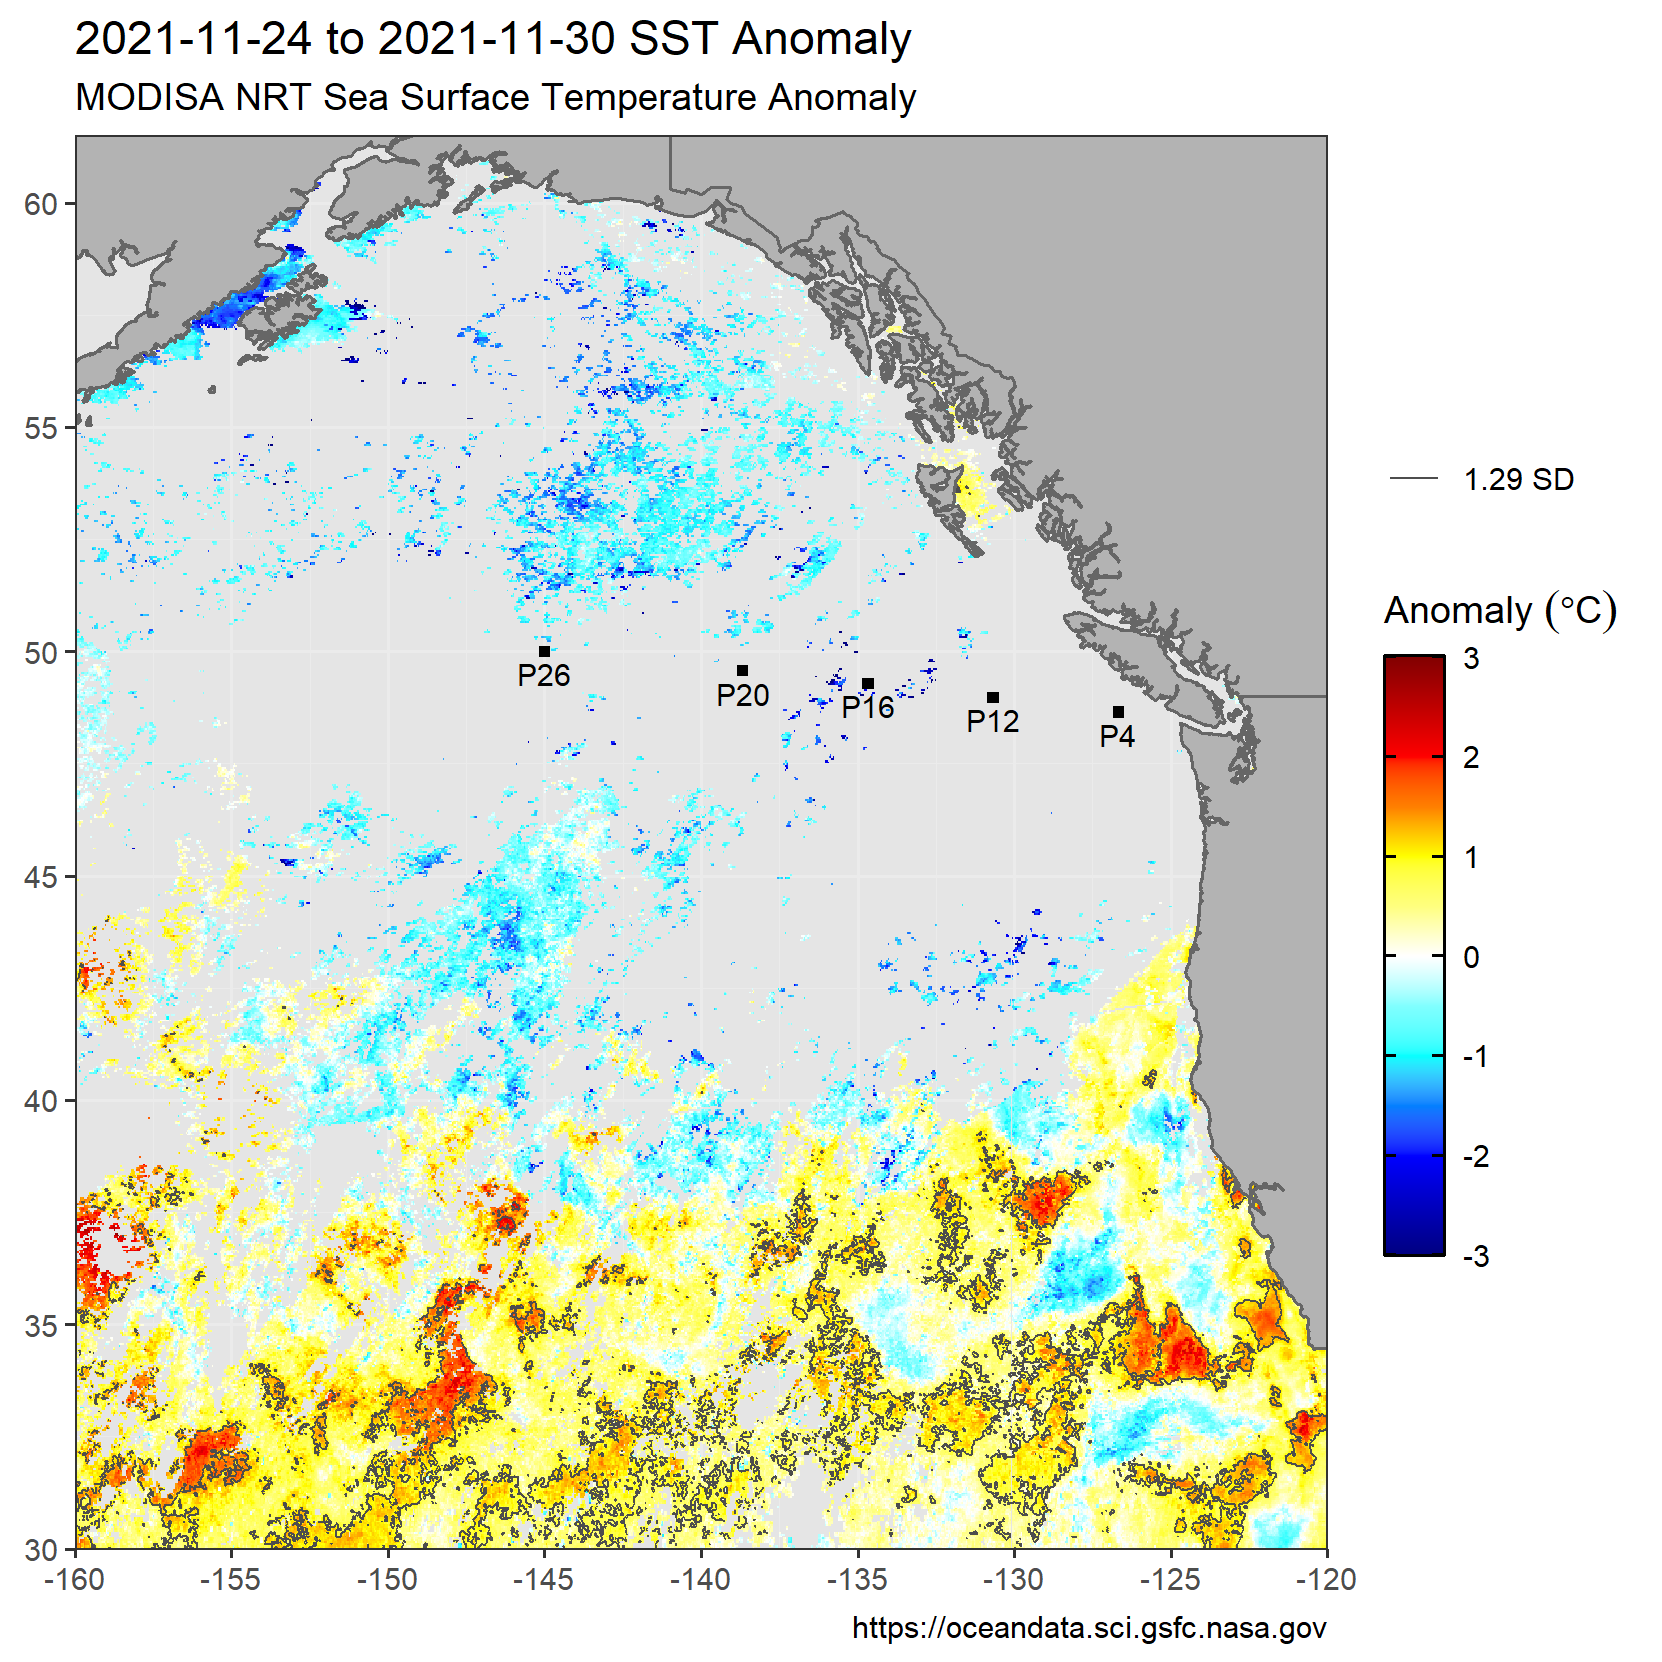 2021-11-24 to 2021-11-30 SST Anomaly
MODISA NRT Sea Surface Temperature Anomaly
60
55
50
45
40
35
30
-160
-155
-150
-145
-140
-135
-130
-125
-120
P26
P20
P16
P12
P4
1.29 SD
Anomaly (°C)
3
2
1
0
-1
-2
-3
https://oceandata.sci.gsfc.nasa.gov